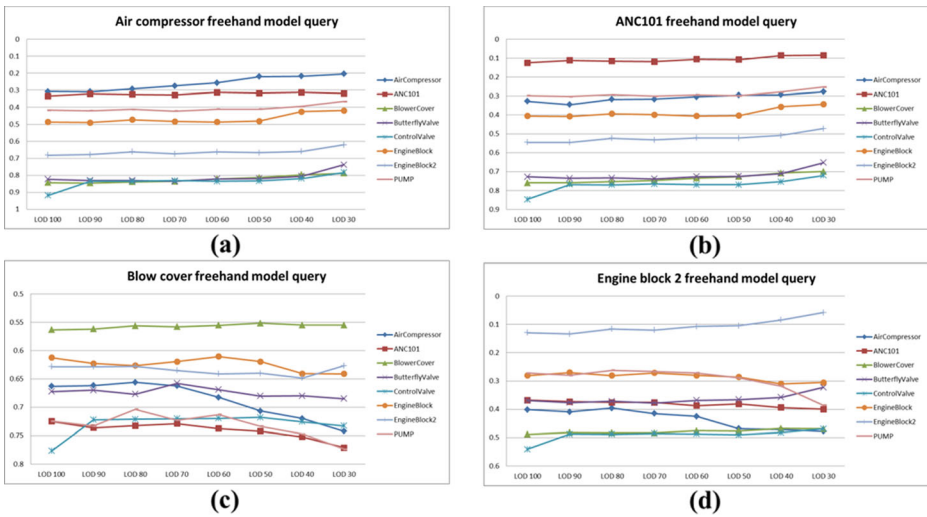 Air compressor freehand model query
0
0.1
0.2
0.3
0.4
0.5
0.6
0.7
0.8
0.9
1
LOD 100 LOD 90 LOD 80 LOD 70 LOD 60 LOD 50 LOD 40 LOD 30
AirCompressor
ANC101
BlowerCover
ButterflyValve
ControlValve
EngineBlock
EngineBlock2
PUMP
(a)
ANC101 freehand model query
0
0.1
0.2
0.3
0.4
0.5
0.6
0.7
0.8
0.9
LOD 100 LOD 90 LOD 80 LOD 70 LOD 60 LOD 50 LOD 40 LOD 30
AirCompressor
ANC101
BlowerCover
ButterflyValve
ControlValve
EngineBlock
EngineBlock2
PUMP
(b)
Blow cover freehand model query
0.5
0.55
0.6
0.65
0.7
0.75
0.8
LOD 100 LOD 90 LOD 80 LOD 70 LOD 60 LOD 50 LOD 40 LOD 30
AirCompressor
ANC101
BlowerCover
ButterflyValve
ControlValve
EngineBlock
EngineBlock2
PUMP
(c)
Engine block 2 freehand model query
0
0.1
0.2
0.3
0.4
0.5
0.6
LOD 100 LOD 90 LOD 80 LOD 70 LOD 60 LOD 50 LOD 40 LOD 30
AirCompressor
ANC101
BlowerCover
ButterflyValve
ControlValve
EngineBlock
EngineBlock2
PUMP
(d)